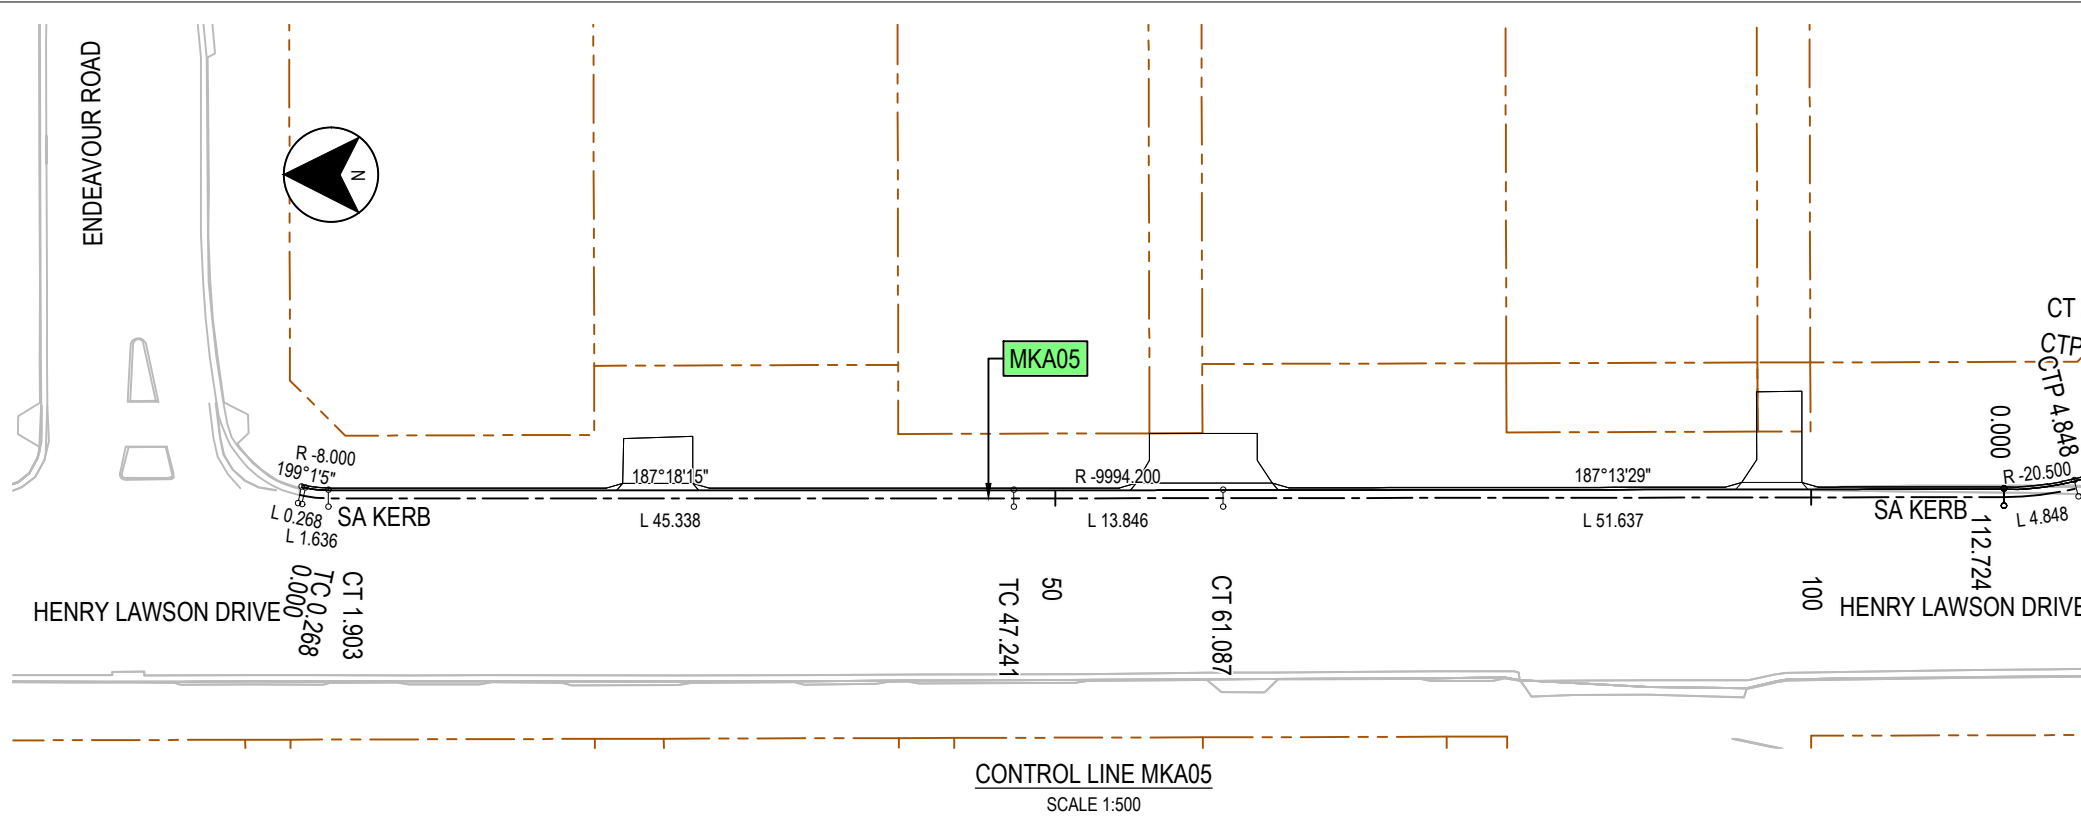 ENDEAVOUR ROAD
N
MKA05
CT
CTP
CTP 4.848
0.000
R -8.000
199°1'5"
187°18'15"
R -9994.200
187°13'29"
R -20.500
L 0.268
L 1.636
SA KERB
L 45.338
L 13.846
L 51.637
SA KERB
L 4.848
112.724
0.000
TC 0.268
CT 1.903
TC 47.241
50
CT 61.087
100
HENRY LAWSON DRIVE
HENRY LAWSON DRIVE
CONTROL LINE MKA05
SCALE 1:500